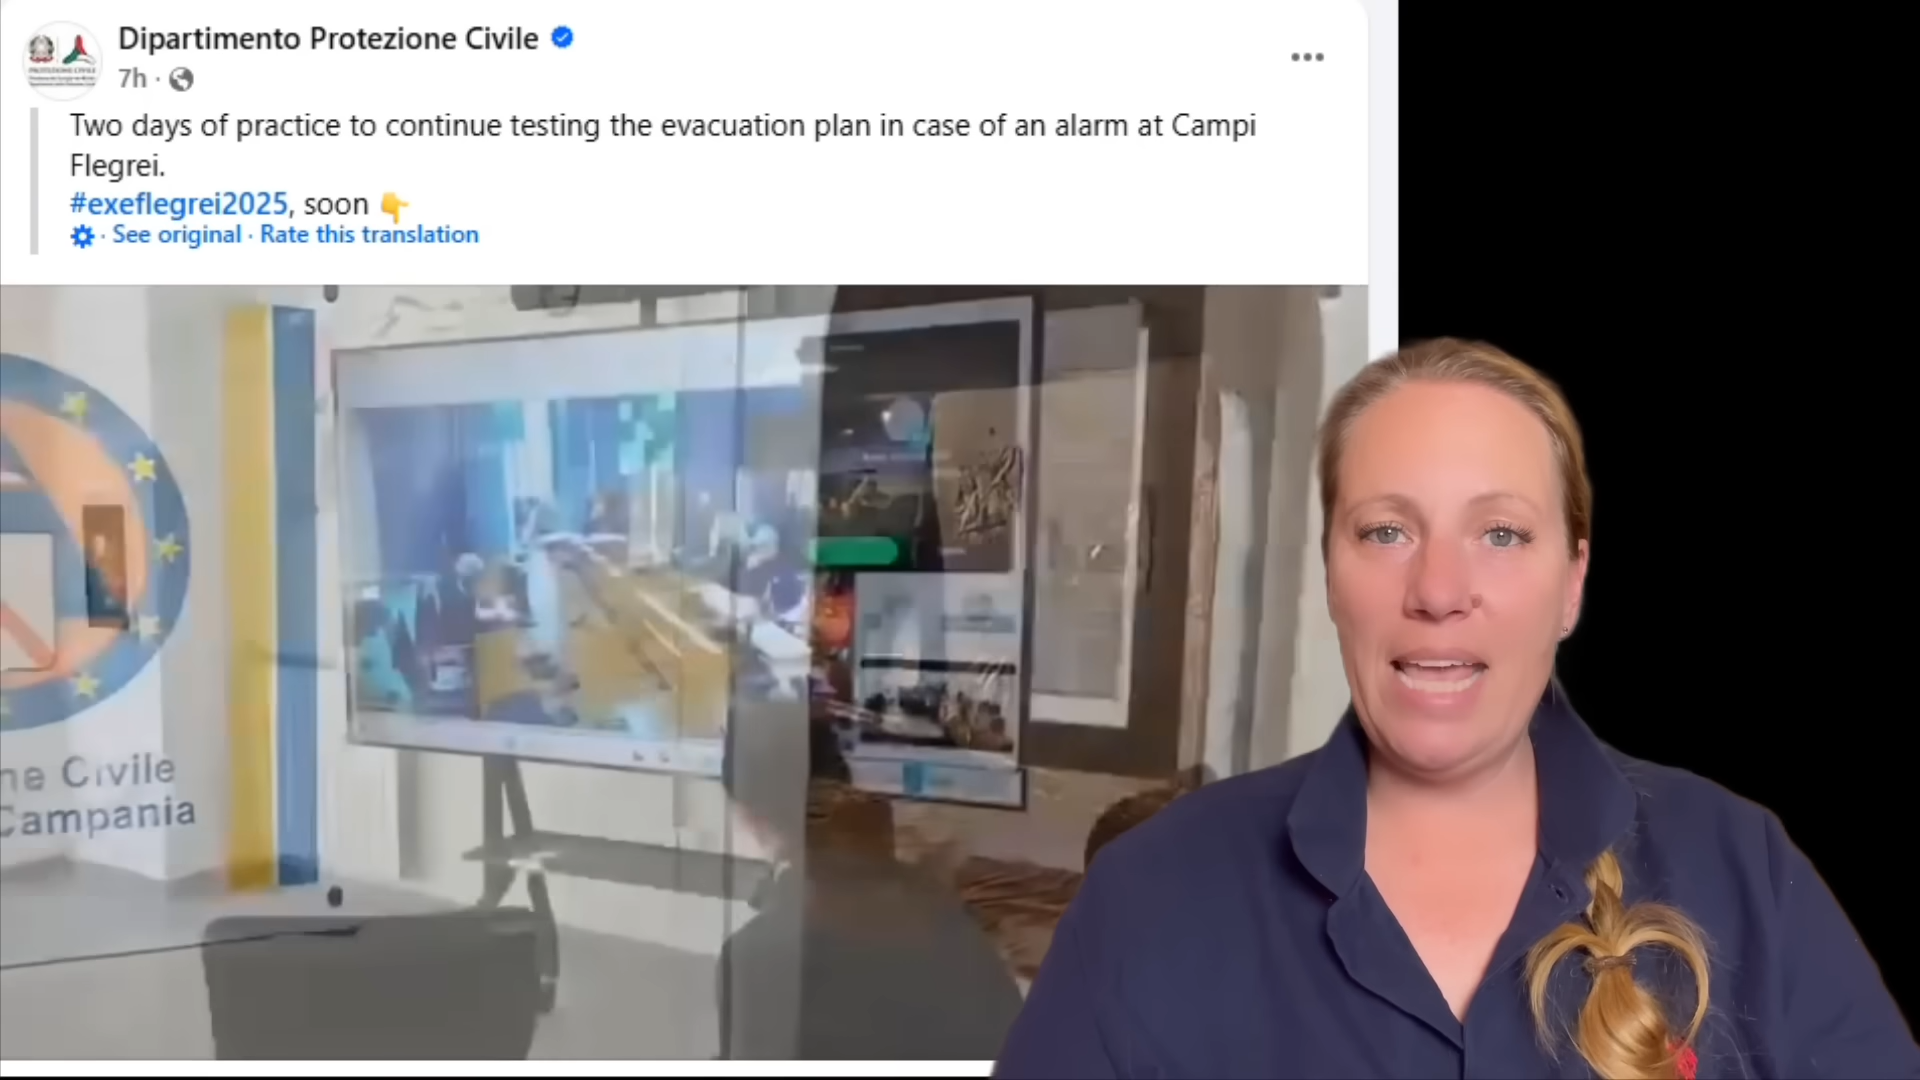 Dipartimento Protezione Civile
7h ·
Two days of practice to continue testing the evacuation plan in case of an alarm at Campi
Flegrei.
#exeflegrei2025, soon 👇
· See original · Rate this translation
ne Civile
Campania